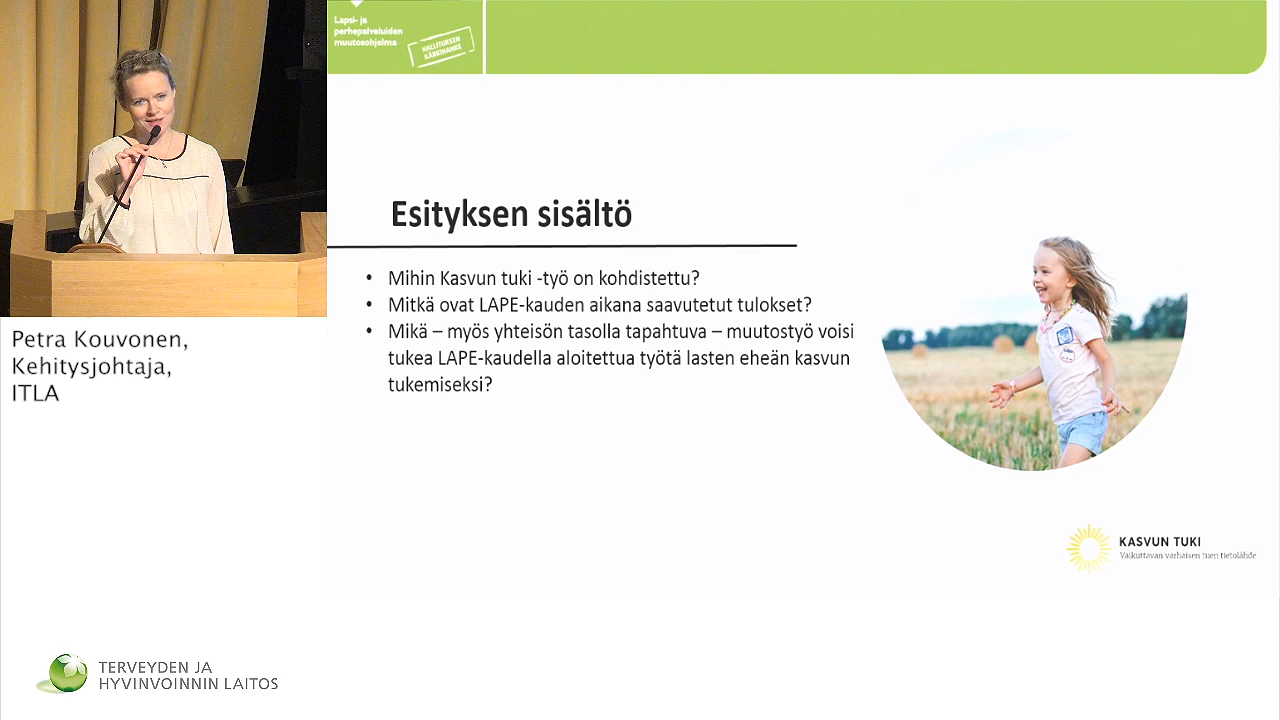 Lapsi- ja
perhepalveluiden
muutosohjelma
HALLITUKSEN
KÄRKIHANKE
Esityksen sisältö
• Mihin Kasvun tuki -työ on kohdistettu?
• Mitkä ovat LAPE-kauden aikana saavutetut tulokset?
• Mikä – myös yhteisön tasolla tapahtuva – muutostyö voisi
tukea LAPE-kaudella aloitettua työtä lasten eheän kasvun
tukemiseksi?
Petra Kouvonen,
Kehitysjohtaja,
ITLA
KASVUN TUKI
Vaikuttavan varhaisen tuen tietolähde
TERVEYDEN JA
HYVINVOINNIN LAITOS